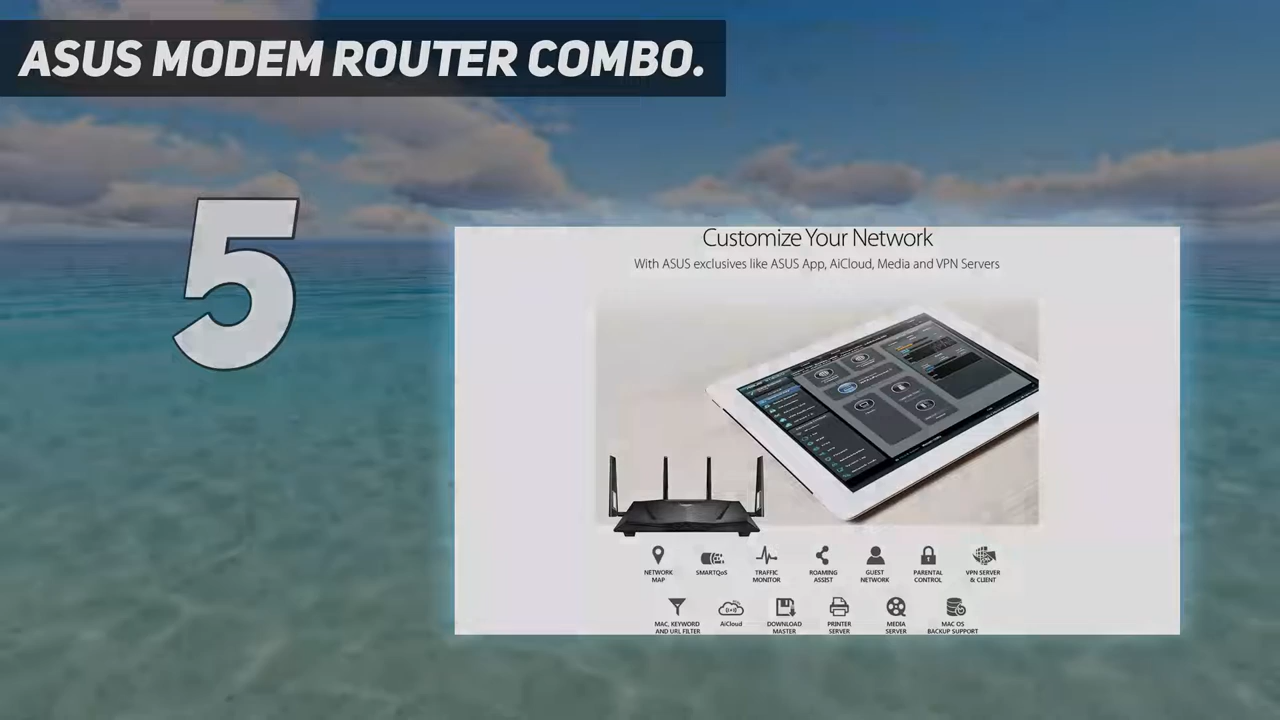 ASUS MODEM ROUTER COMBO.
5
Customize Your Network
With ASUS exclusives like ASUS App, AiCloud, Media and VPN Servers
NETWORK MAP
SMARTQoS
TRAFFIC MONITOR
ROAMING ASSIST
GUEST NETWORK
PARENTAL CONTROL
VPN SERVER & CLIENT
MAC, KEYWORD AND URL FILTER
AiCloud
DOWNLOAD MASTER
PRINTER SERVER
MEDIA SERVER
MAC OS BACKUP SUPPORT